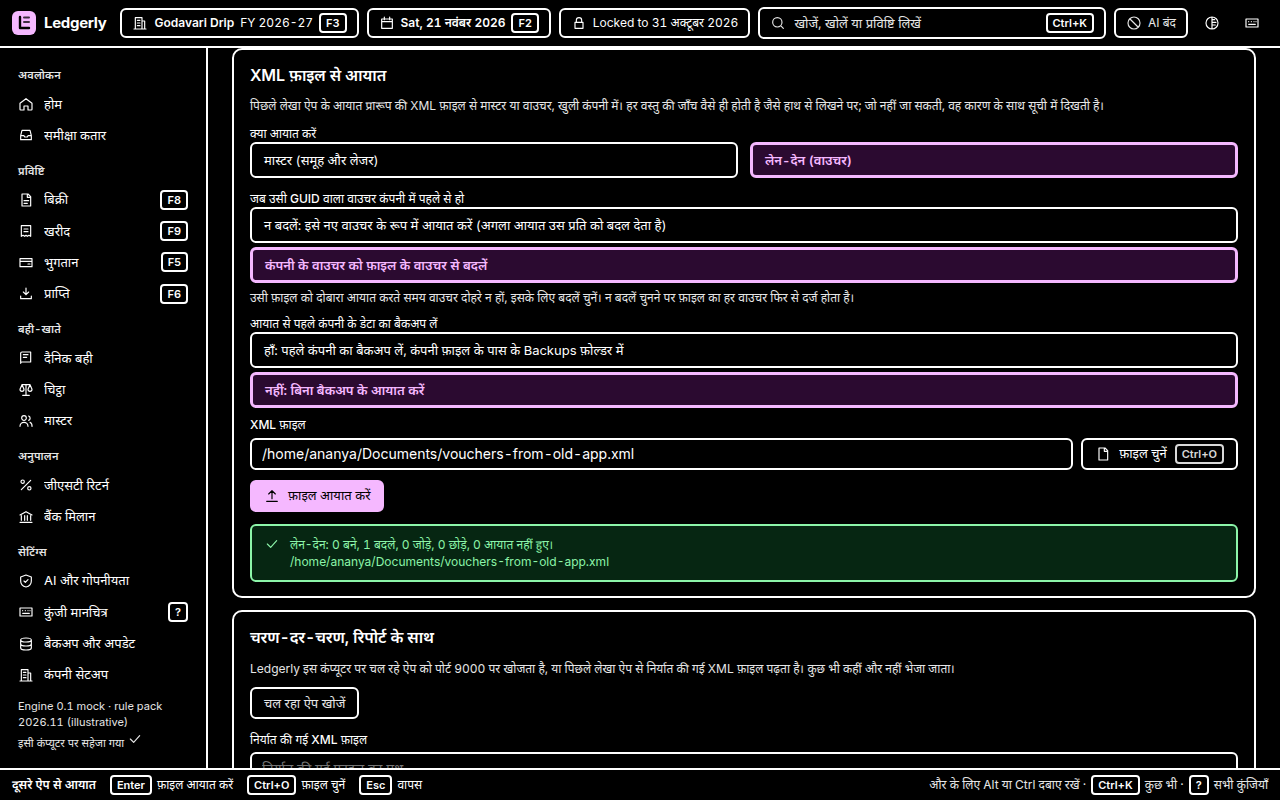 Ledgerly
Godavari Drip FY 2026-27 F3
Sat, 21 नवंबर 2026 F2
Locked to 31 अक्टूबर 2026
खोजें, खोलें या प्रविष्टि लिखें Ctrl+K
AI बंद
अवलोकन
होम
समीक्षा कतार
प्रविष्टि
बिक्री F8
खरीद F9
भुगतान F5
प्राप्ति F6
बही-खाते
दैनिक बही
चिट्ठा
मास्टर
अनुपालन
जीएसटी रिटर्न
बैंक मिलान
सेटिंग्स
AI और गोपनीयता
कुंजी मानचित्र ?
बैकअप और अपडेट
कंपनी सेटअप
Engine 0.1 mock · rule pack
2026.11 (illustrative)
इसी कंप्यूटर पर सहेजा गया
XML फ़ाइल से आयात
पिछले लेखा ऐप के आयात प्रारूप की XML फ़ाइल से मास्टर या वाउचर, खुली कंपनी में। हर वस्तु की जाँच वैसे ही होती है जैसे हाथ से लिखने पर; जो नहीं जा सकती, वह कारण के साथ सूची में दिखती है।
क्या आयात करें
मास्टर (समूह और लेजर)
लेन-देन (वाउचर)
जब उसी GUID वाला वाउचर कंपनी में पहले से हो
न बदलें: इसे नए वाउचर के रूप में आयात करें (अगला आयात उस प्रति को बदल देता है)
कंपनी के वाउचर को फ़ाइल के वाउचर से बदलें
उसी फ़ाइल को दोबारा आयात करते समय वाउचर दोहरे न हों, इसके लिए बदलें चुनें। न बदलें चुनने पर फ़ाइल का हर वाउचर फिर से दर्ज होता है।
आयात से पहले कंपनी के डेटा का बैकअप लें
हाँ: पहले कंपनी का बैकअप लें, कंपनी फ़ाइल के पास के Backups फ़ोल्डर में
नहीं: बिना बैकअप के आयात करें
XML फ़ाइल
/home/ananya/Documents/vouchers-from-old-app.xml
फ़ाइल चुनें Ctrl+O
फ़ाइल आयात करें
लेन-देन: 0 बने, 1 बदले, 0 जोड़े, 0 छोड़े, 0 आयात नहीं हुए।
/home/ananya/Documents/vouchers-from-old-app.xml
चरण-दर-चरण, रिपोर्ट के साथ
Ledgerly इस कंप्यूटर पर चल रहे ऐप को पोर्ट 9000 पर खोजता है, या पिछले लेखा ऐप से निर्यात की गई XML फ़ाइल पढ़ता है। कुछ भी कहीं और नहीं भेजा जाता।
चल रहा ऐप खोजें
निर्यात की गई XML फ़ाइल
दूसरे ऐप से आयात Enter फ़ाइल आयात करें Ctrl+O फ़ाइल चुनें Esc वापस
और के लिए Alt या Ctrl दबाए रखें · Ctrl+K कुछ भी · ? सभी कुंजियाँ